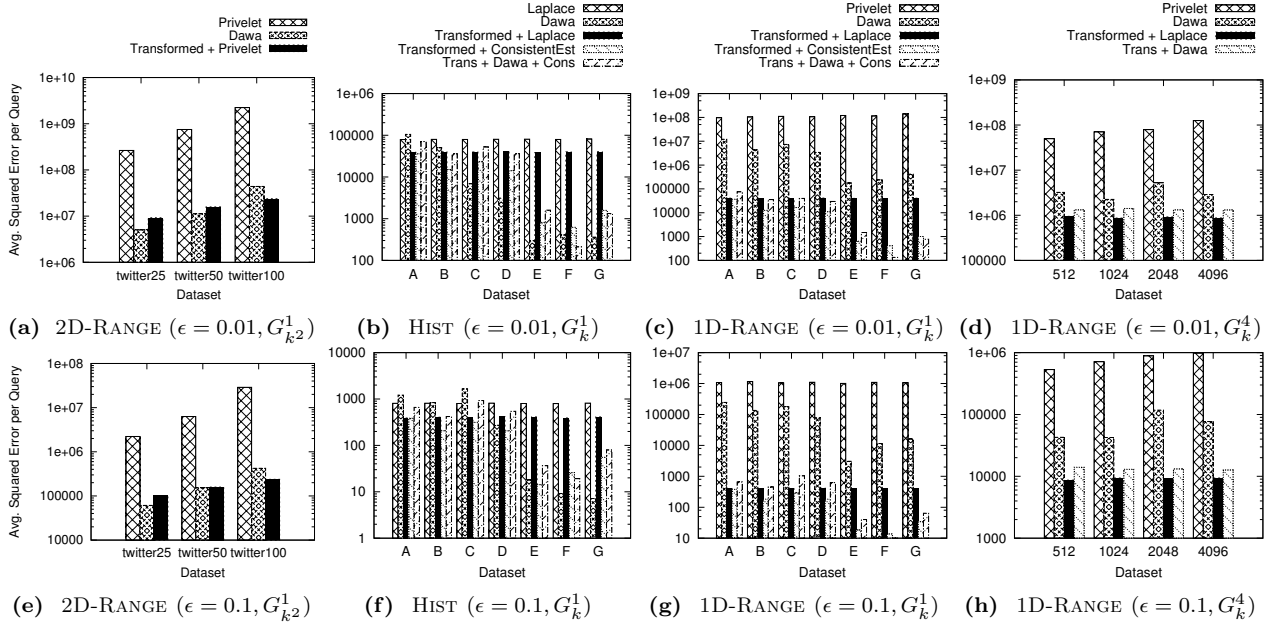 Privelet
Dawa
Transformed + Privelet
Avg. Squared Error per Query
1e+10
1e+09
1e+08
1e+07
1e+06
twitter25 twitter50 twitter100
Dataset
(a) 2D-RANGE (ϵ = 0.01, G^1_{k^2})
Laplace
Dawa
Transformed + Laplace
Transformed + ConsistentEst
Trans + Dawa + Cons
1e+06
100000
10000
1000
100
A B C D E F G
Dataset
(b) HIST (ϵ = 0.01, G^1_k)
Privelet
Dawa
Transformed + Laplace
Transformed + ConsistentEst
Trans + Dawa + Cons
1e+09
1e+08
1e+07
1e+06
100000
10000
1000
100
A B C D E F G
Dataset
(c) 1D-RANGE (ϵ = 0.01, G^1_k)
Privelet
Dawa
Transformed + Laplace
Trans + Dawa
1e+09
1e+08
1e+07
1e+06
100000
512 1024 2048 4096
Dataset
(d) 1D-RANGE (ϵ = 0.01, G^4_k)
Avg. Squared Error per Query
1e+08
1e+07
1e+06
100000
10000
twitter25 twitter50 twitter100
Dataset
(e) 2D-RANGE (ϵ = 0.1, G^1_{k^2})
10000
1000
100
10
1
A B C D E F G
Dataset
(f) HIST (ϵ = 0.1, G^1_k)
1e+07
1e+06
100000
10000
1000
100
10
A B C D E F G
Dataset
(g) 1D-RANGE (ϵ = 0.1, G^1_k)
1e+06
100000
10000
1000
512 1024 2048 4096
Dataset
(h) 1D-RANGE (ϵ = 0.1, G^4_k)